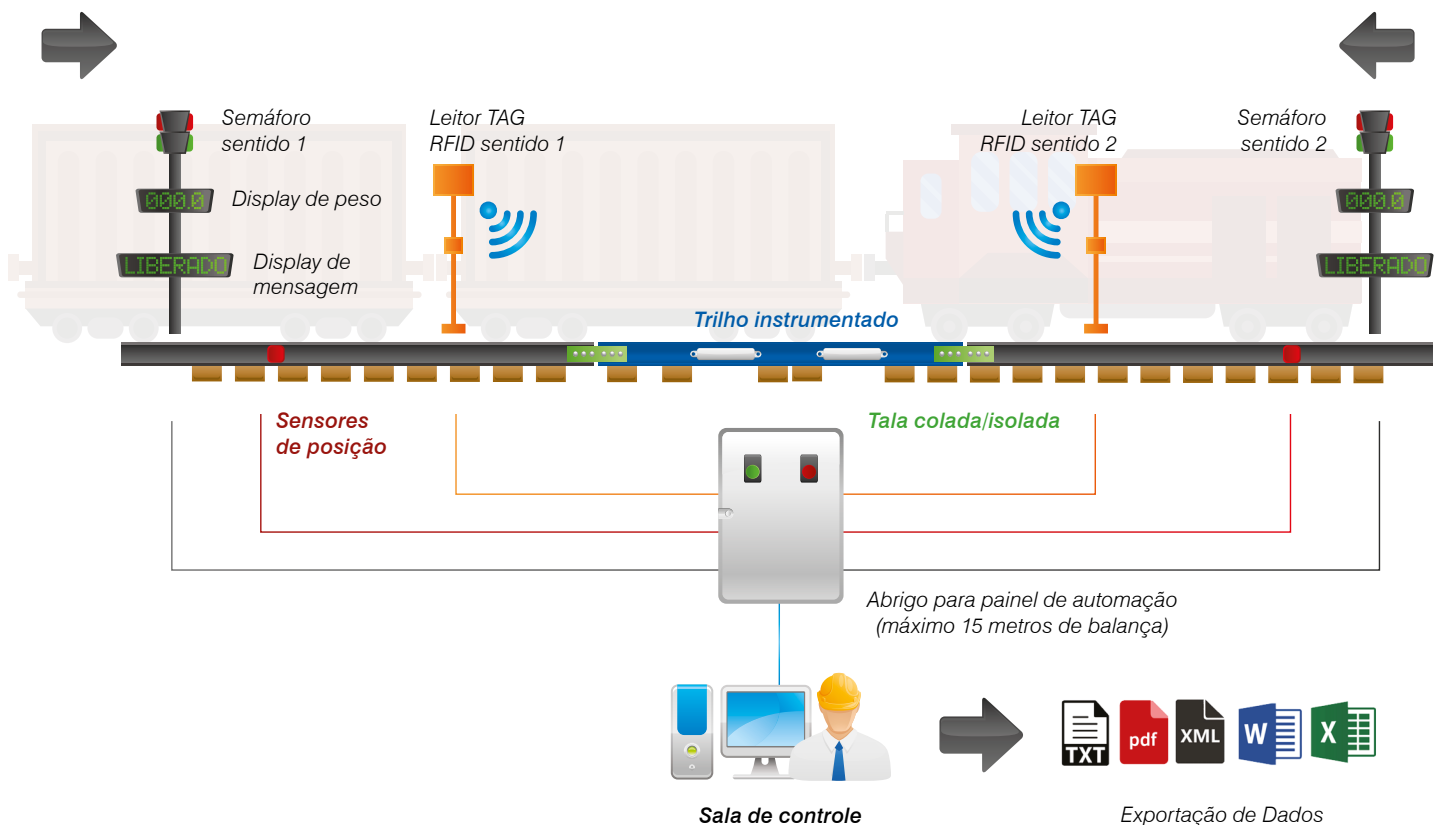 Semáforo
sentido 1
Leitor TAG
RFID sentido 1
Leitor TAG
RFID sentido 2
Semáforo
sentido 2
000.0
Display de peso
000.0
LIBERADO
Display de
mensagem
LIBERADO
Trilho instrumentado
Sensores
de posição
Tala colada/isolada
Abrigo para painel de automação
(máximo 15 metros de balança)
TXT
pdf
XML
W
X
Sala de controle
Exportação de Dados